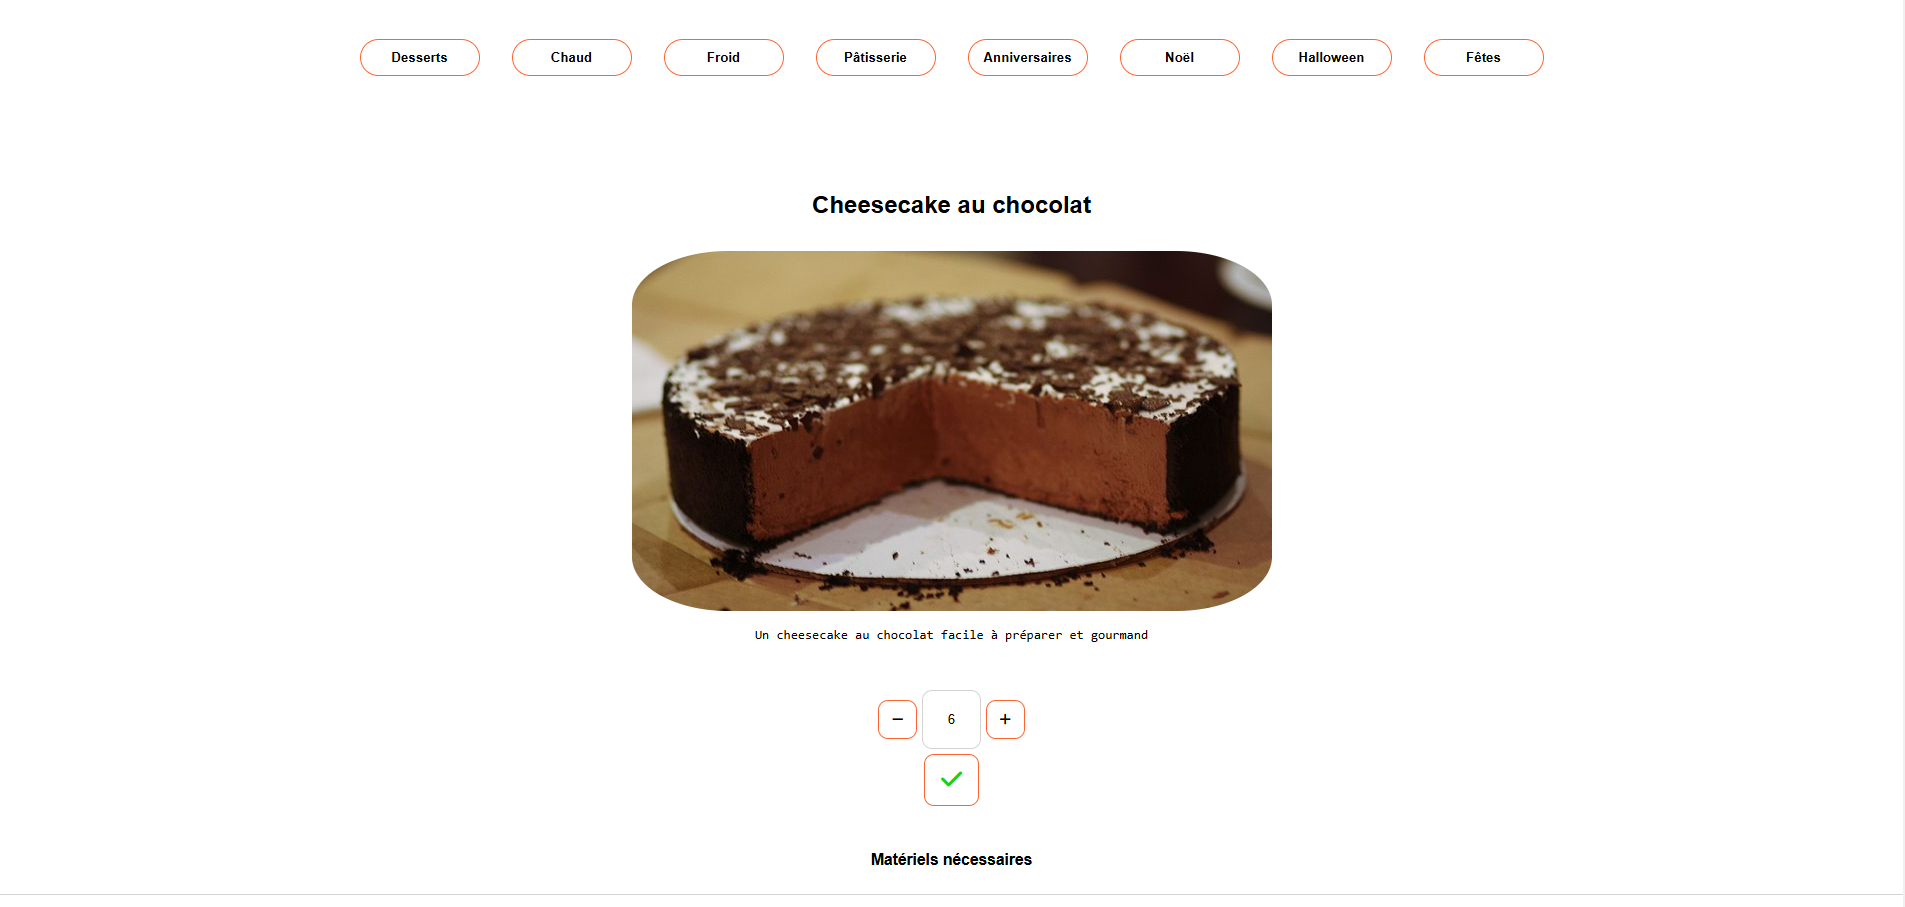 Desserts Chaud Froid Pâtisserie Anniversaires Noël Halloween Fêtes
Cheesecake au chocolat
Un cheesecake au chocolat facile à préparer et gourmand
− 6 +
Matériels nécessaires